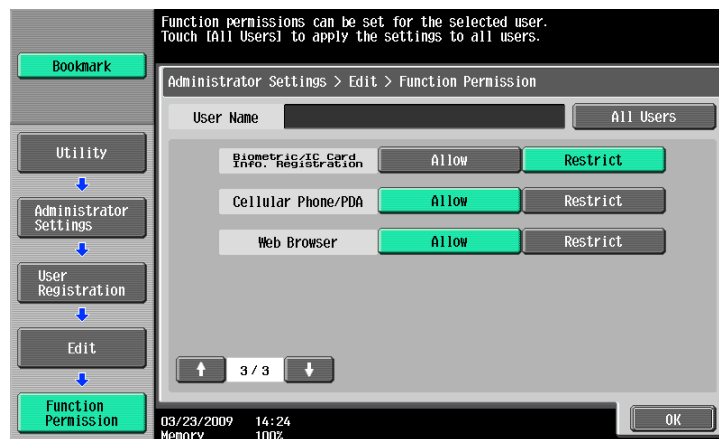 Function permissions can be set for the selected user.
Touch [All Users] to apply the settings to all users.
Bookmark
Administrator Settings > Edit > Function Permission
User Name
All Users
Utility
Biometric/IC Card
Info. Registration
Allow
Restrict
Administrator
Settings
Cellular Phone/PDA
Allow
Restrict
Web Browser
Allow
Restrict
User
Registration
Edit
3/3
Function
Permission
03/23/2009 14:24
Memory 100%
OK